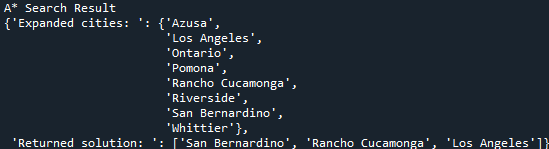 A* Search Result
{'Expanded cities: ': {'Azusa',
'Los Angeles',
'Ontario',
'Pomona',
'Rancho Cucamonga',
'Riverside',
'San Bernardino',
'Whittier'},
'Returned solution: ': ['San Bernardino', 'Rancho Cucamonga', 'Los Angeles']}